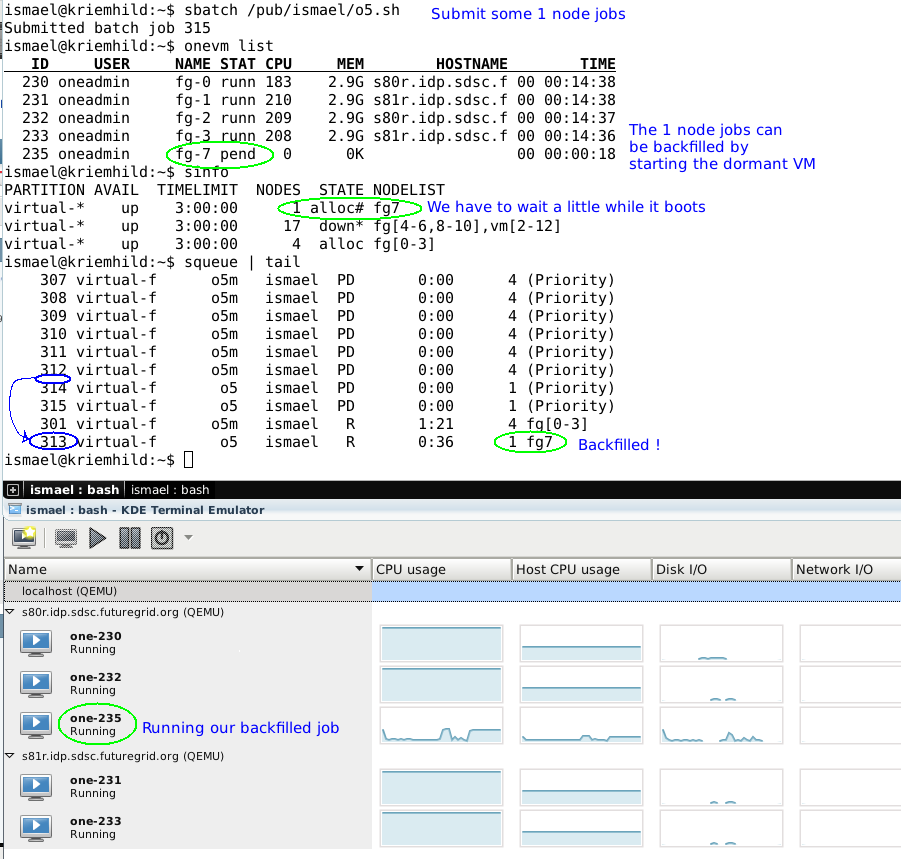 ismael@kriemhild:~$ sbatch /pub/ismael/o5.sh
Submit some 1 node jobs
Submitted batch job 315
ismael@kriemhild:~$ onevm list
ID USER NAME STAT CPU MEM HOSTNAME TIME
230 oneadmin fg-0 runn 183 2.9G s80r.idp.sdsc.f 00 00:14:38
231 oneadmin fg-1 runn 210 2.9G s81r.idp.sdsc.f 00 00:14:38
232 oneadmin fg-2 runn 209 2.9G s80r.idp.sdsc.f 00 00:14:37
233 oneadmin fg-3 runn 208 2.9G s81r.idp.sdsc.f 00 00:14:36
235 oneadmin fg-7 pend 0 0K 00 00:00:18
The 1 node jobs can
be backfilled by
starting the dormant VM
ismael@kriemhild:~$ sinfo
PARTITION AVAIL TIMELIMIT NODES STATE NODELIST
virtual-* up 3:00:00 1 alloc# fg7
We have to wait a little while it boots
virtual-* up 3:00:00 17 down* fg[4-6,8-10],vm[2-12]
virtual-* up 3:00:00 4 alloc fg[0-3]
ismael@kriemhild:~$ squeue | tail
307 virtual-f o5m ismael PD 0:00 4 (Priority)
308 virtual-f o5m ismael PD 0:00 4 (Priority)
309 virtual-f o5m ismael PD 0:00 4 (Priority)
310 virtual-f o5m ismael PD 0:00 4 (Priority)
311 virtual-f o5m ismael PD 0:00 4 (Priority)
312 virtual-f o5m ismael PD 0:00 4 (Priority)
314 virtual-f o5 ismael PD 0:00 1 (Priority)
315 virtual-f o5 ismael PD 0:00 1 (Priority)
301 virtual-f o5m ismael R 1:21 4 fg[0-3]
313 virtual-f o5 ismael R 0:36 1 fg7
Backfilled !
ismael@kriemhild:~$
ismael : bash ismael : bash
ismael : bash - KDE Terminal Emulator
Name CPU usage Host CPU usage Disk I/O Network I/O
localhost (QEMU)
s80r.idp.sdsc.futuregrid.org (QEMU)
one-230
Running
one-232
Running
one-235
Running
Running our backfilled job
s81r.idp.sdsc.futuregrid.org (QEMU)
one-231
Running
one-233
Running